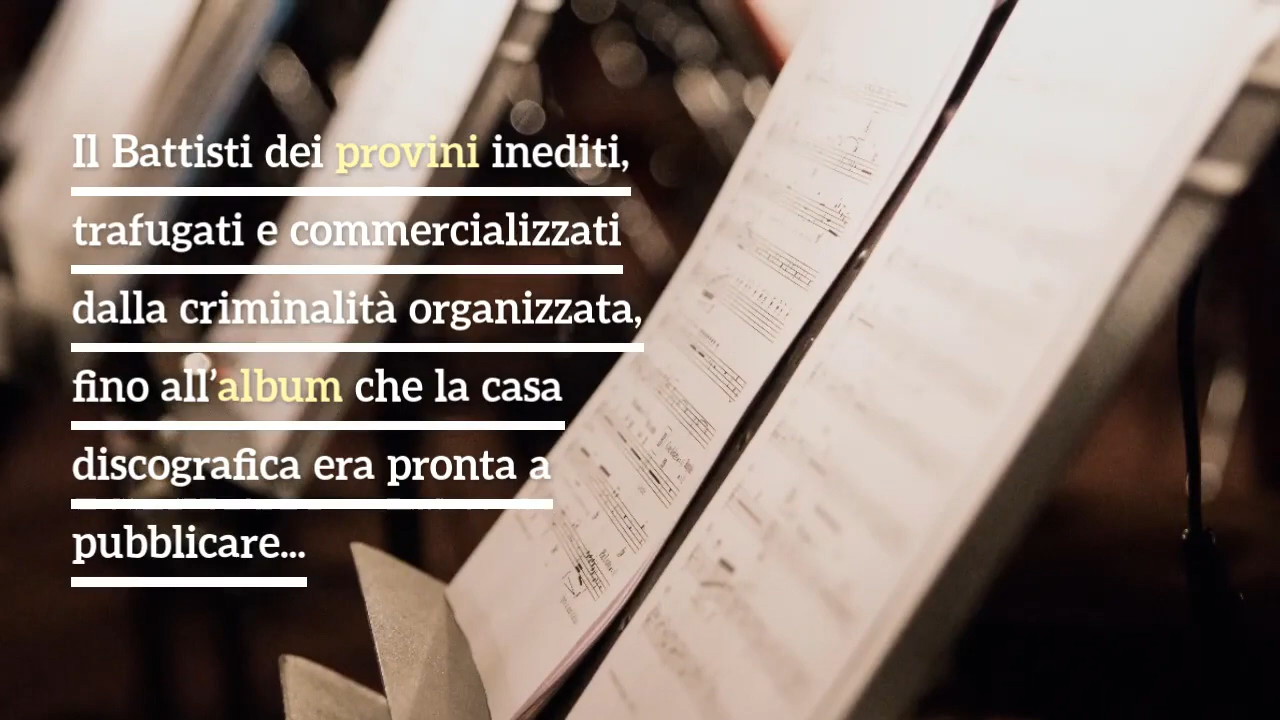 Il Battisti dei provini inediti,
trafugati e commercializzati
dalla criminalità organizzata,
fino all’album che la casa
discografica era pronta a
pubblicare...